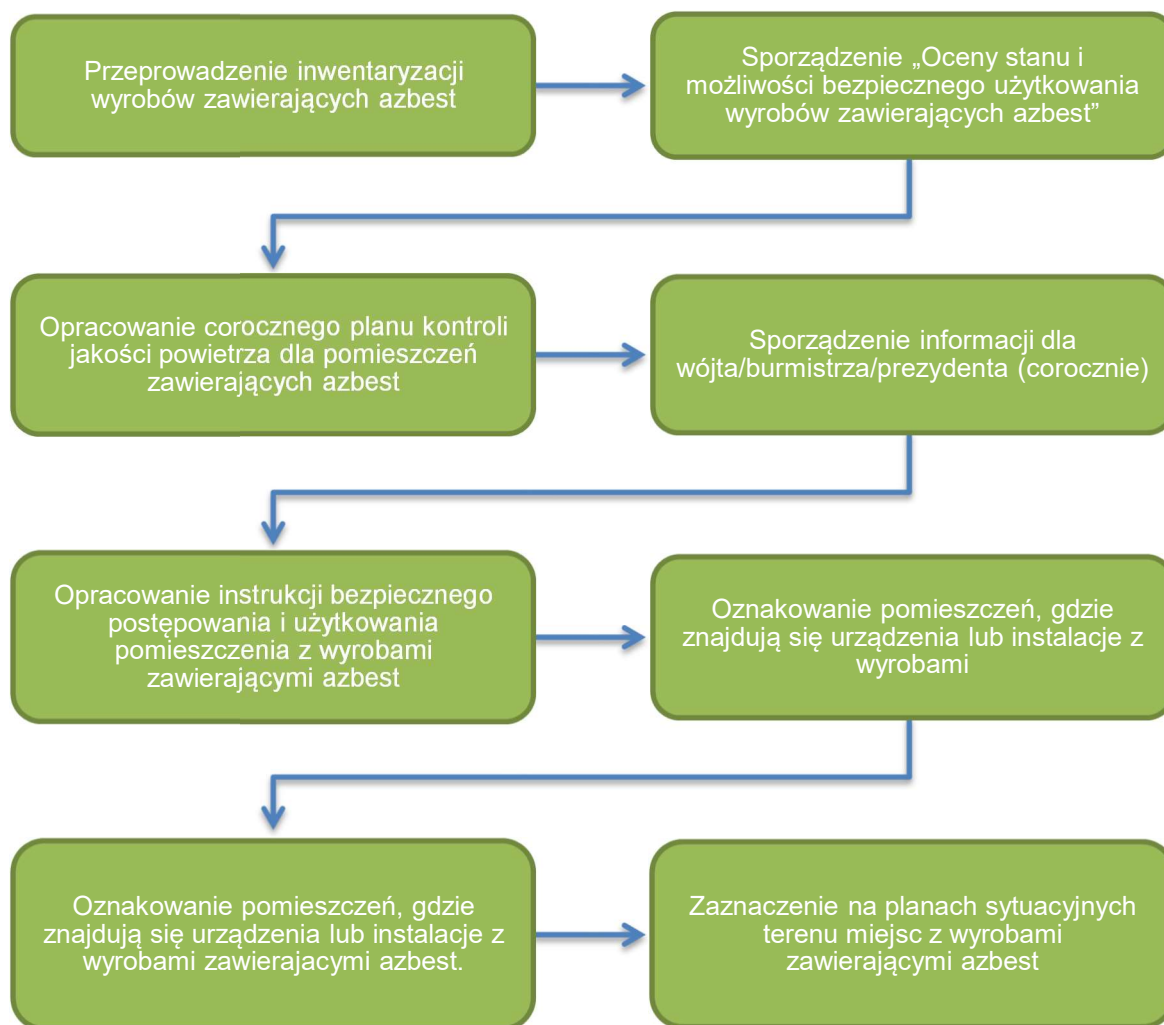 Przeprowadzenie inwentaryzacji
wyrobów zawierających azbest
Sporządzenie „Oceny stanu i
możliwości bezpiecznego użytkowania
wyrobów zawierających azbest”
Opracowanie corocznego planu kontroli
jakości powietrza dla pomieszczeń
zawierających azbest
Sporządzenie informacji dla
wójta/burmistrza/prezydenta (corocznie)
Opracowanie instrukcji bezpiecznego
postępowania i użytkowania
pomieszczenia z wyrobami
zawierającymi azbest
Oznakowanie pomieszczeń, gdzie
znajdują się urządzenia lub instalacje z
wyrobami
Oznakowanie pomieszczeń, gdzie
znajdują się urządzenia lub instalacje z
wyrobami zawierajacymi azbest.
Zaznaczenie na planach sytuacyjnych
terenu miejsc z wyrobami
zawierającymi azbest